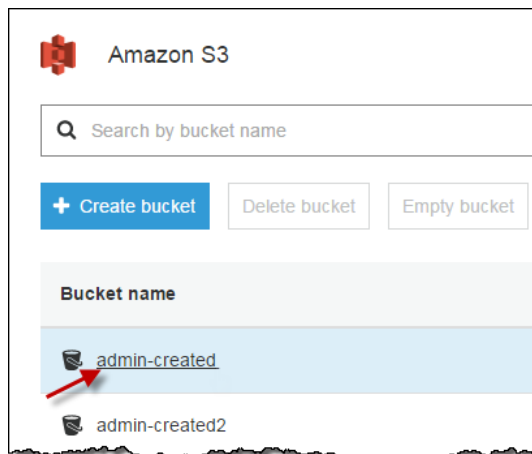 Amazon S3
Search by bucket name
+ Create bucket Delete bucket Empty bucket
Bucket name
admin-created
admin-created2